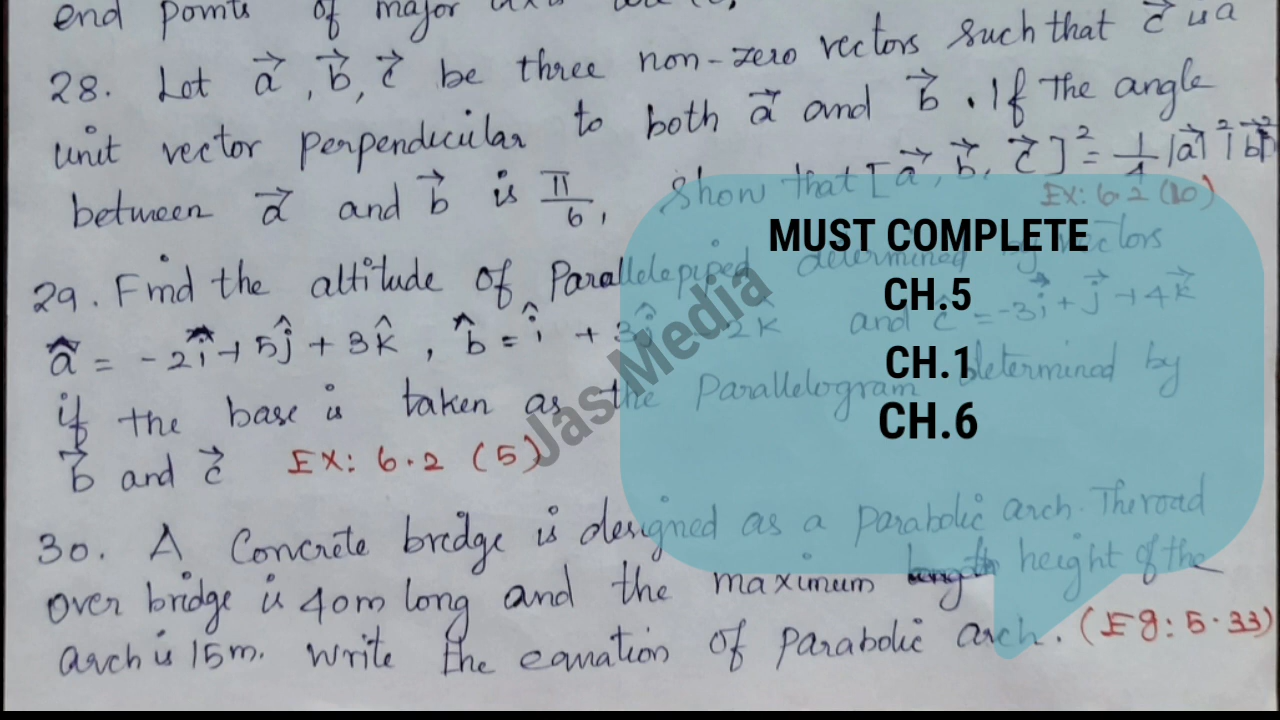 end points of major axis are (
28. Let a⃗, b⃗, c⃗ be three non-zero vectors such that c⃗ is a
unit vector perpendicular to both a⃗ and b⃗. If the angle
between a⃗ and b⃗ is π/6, show that [a⃗, b⃗, c⃗]² = 1/4 |a⃗|² |b⃗|²
EX: 6.2 (10)
29. Find the altitude of Parallelepiped determined by vectors
â = -2î + 5ĵ + 3k̂, b̂ = î + 3ĵ - 2k̂ and ĉ = -3i⃗ + j⃗ + 4k⃗
if the base is taken as the Parallelogram determined by
b⃗ and c⃗ EX: 6.2 (5)
30. A Concrete bridge is designed as a Parabolic arch. The road
over bridge is 40m long and the maximum height of the
arch is 15m. Write the equation of parabolic arch. (Eg: 5.33)
MUST COMPLETE
CH.5
CH.1
CH.6
Jas Media